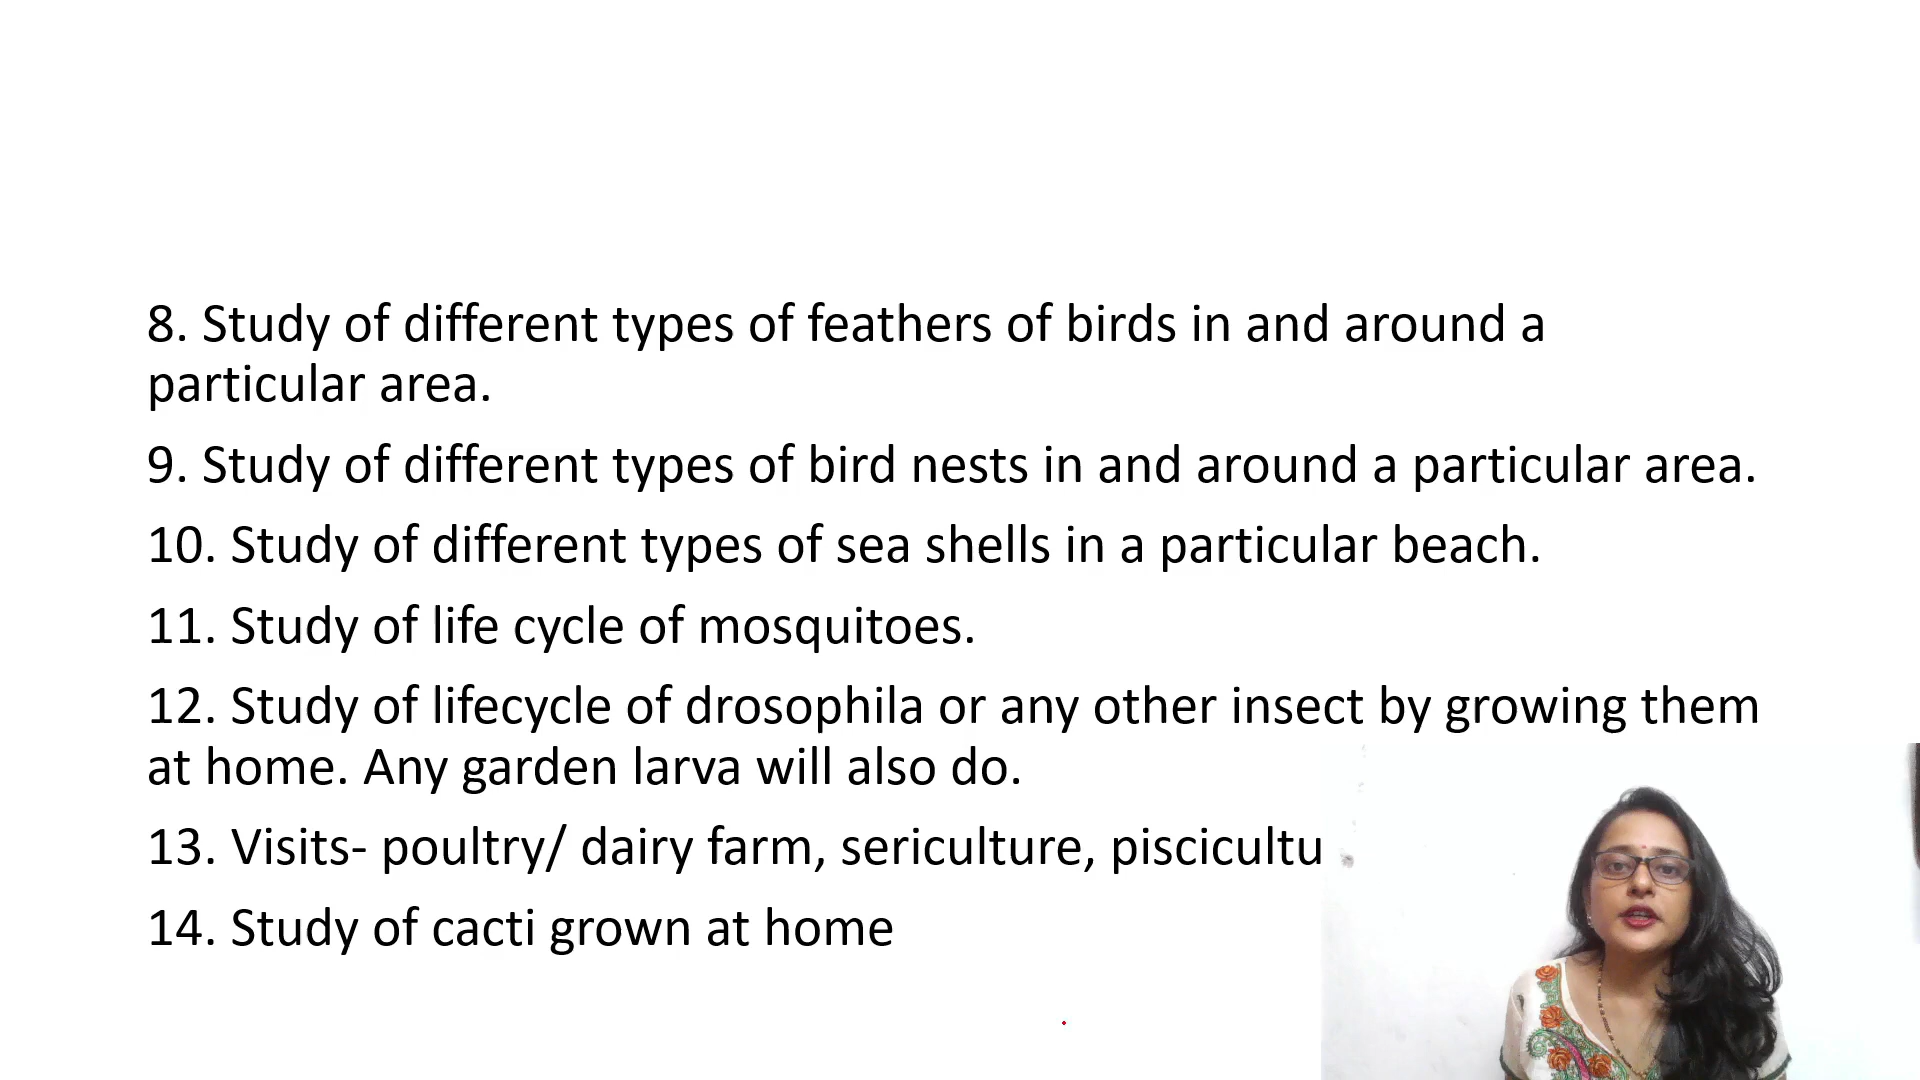 8. Study of different types of feathers of birds in and around a
particular area.
9. Study of different types of bird nests in and around a particular area.
10. Study of different types of sea shells in a particular beach.
11. Study of life cycle of mosquitoes.
12. Study of lifecycle of drosophila or any other insect by growing them
at home. Any garden larva will also do.
13. Visits- poultry/ dairy farm, sericulture, piscicultu
14. Study of cacti grown at home